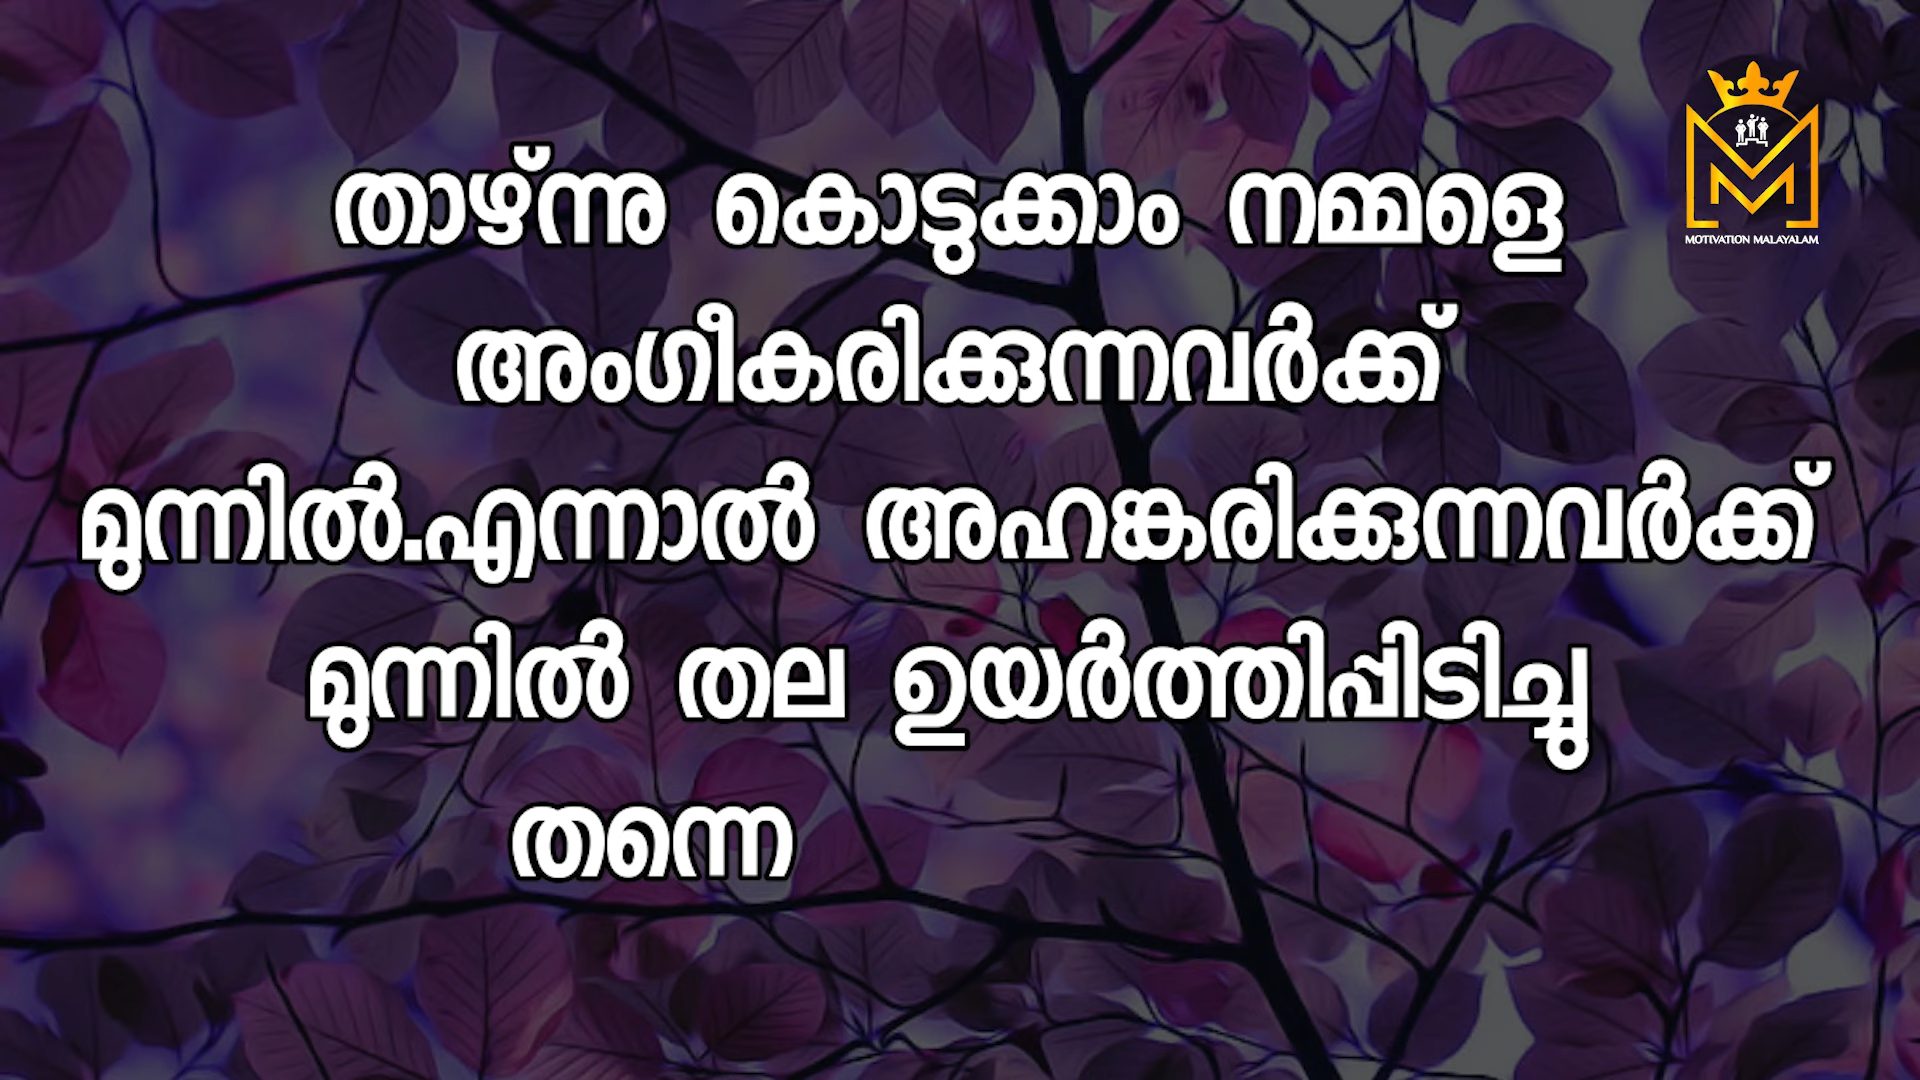 താഴ്ന്നു കൊടുക്കാം നമ്മളെ
അംഗീകരിക്കുന്നവർക്ക്
മുന്നിൽ.എന്നാൽ അഹങ്കരിക്കുന്നവർക്ക്
മുന്നിൽ തല ഉയർത്തിപ്പിടിച്ചു
തന്നെ
MOTIVATION MALAYALAM